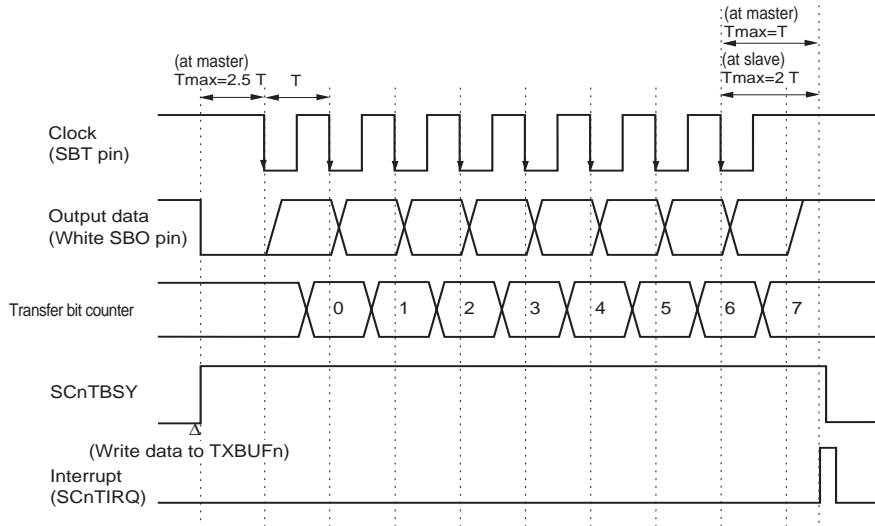 (at master)
Tmax=T
(at master)
Tmax=2.5 T
T
(at slave)
Tmax=2 T
Clock
(SBT pin)
Output data
(White SBO pin)
Transfer bit counter
0 1 2 3 4 5 6 7
SCnTBSY
Δ
(Write data to TXBUFn)
Interrupt
(SCnTIRQ)